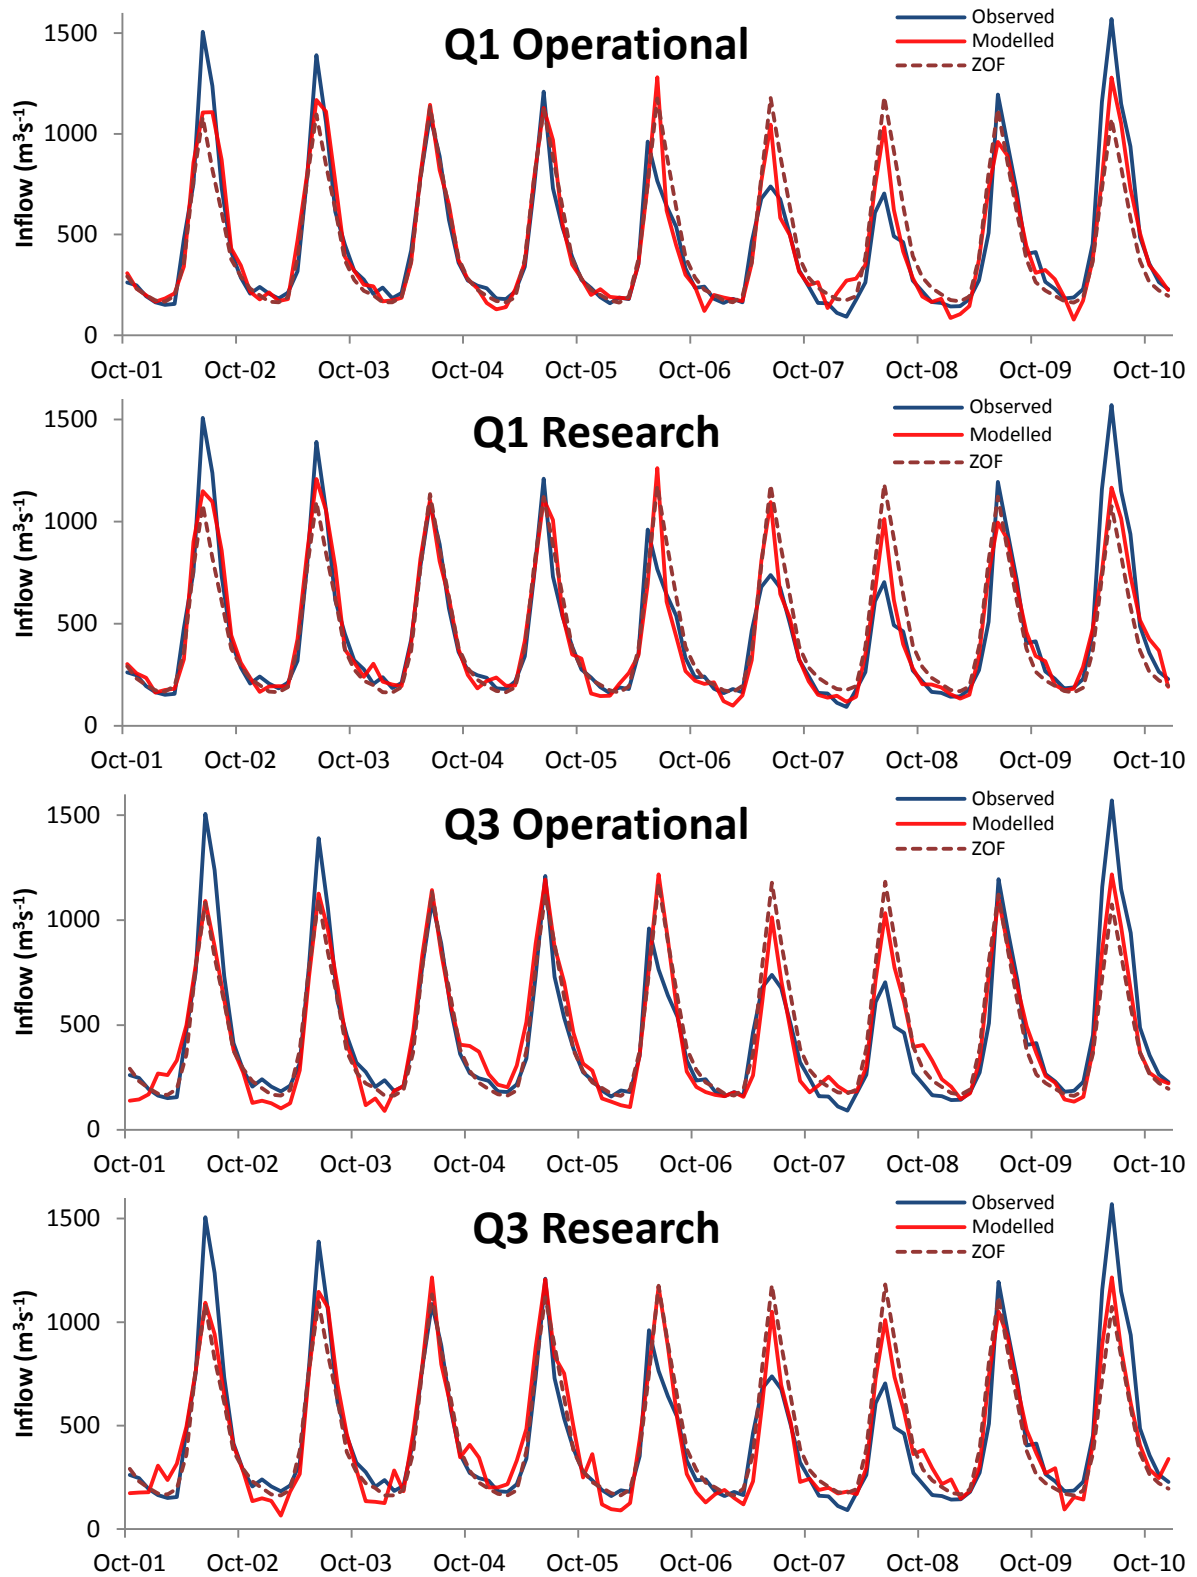 Q1 Operational
Observed
Modelled
ZOF
Inflow (m³s⁻¹)
1500
1000
500
0
Oct-01 Oct-02 Oct-03 Oct-04 Oct-05 Oct-06 Oct-07 Oct-08 Oct-09 Oct-10
Q1 Research
Observed
Modelled
ZOF
Inflow (m³s⁻¹)
1500
1000
500
0
Oct-01 Oct-02 Oct-03 Oct-04 Oct-05 Oct-06 Oct-07 Oct-08 Oct-09 Oct-10
Q3 Operational
Observed
Modelled
ZOF
Inflow (m³s⁻¹)
1500
1000
500
0
Oct-01 Oct-02 Oct-03 Oct-04 Oct-05 Oct-06 Oct-07 Oct-08 Oct-09 Oct-10
Q3 Research
Observed
Modelled
ZOF
Inflow (m³s⁻¹)
1500
1000
500
0
Oct-01 Oct-02 Oct-03 Oct-04 Oct-05 Oct-06 Oct-07 Oct-08 Oct-09 Oct-10